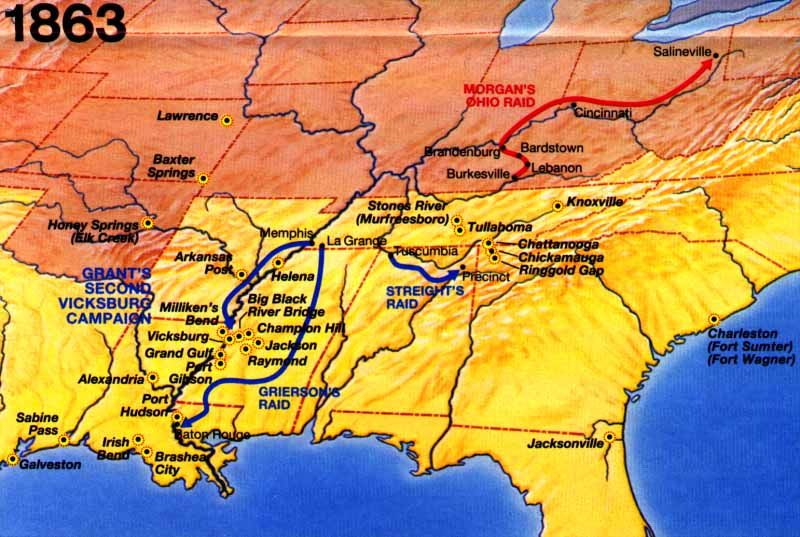 1863
Salineville
MORGAN'S
OHIO RAID
Cincinnati
Lawrence
Brandenburg
Bardstown
Lebanon
Burkesville
Baxter
Springs
Stones River
(Murfreesboro)
Knoxville
Tullahoma
Honey Springs
(Elk Creek)
Memphis
La Grange
Tuscumbia
Chattanopga
Chickamauga
Ringgold Gap
Arkansas
Post
Helena
Precinct
GRANT'S
SECOND
VICKSBURG
CAMPAIGN
STREIGHT'S
RAID
Milliken's
Bend
Big Black
River Bridge
Vicksburg
Champion Hill
Jackson
Raymond
Grand Gulf
Port
Gibson
Charleston
(Fort Sumter)
(Fort Wagner)
Alexandria
GRIERSON'S
RAID
Port
Hudson
Baton Rouge
Sabine
Pass
Irish
Bend
Brashea
City
Galveston
Jacksonville